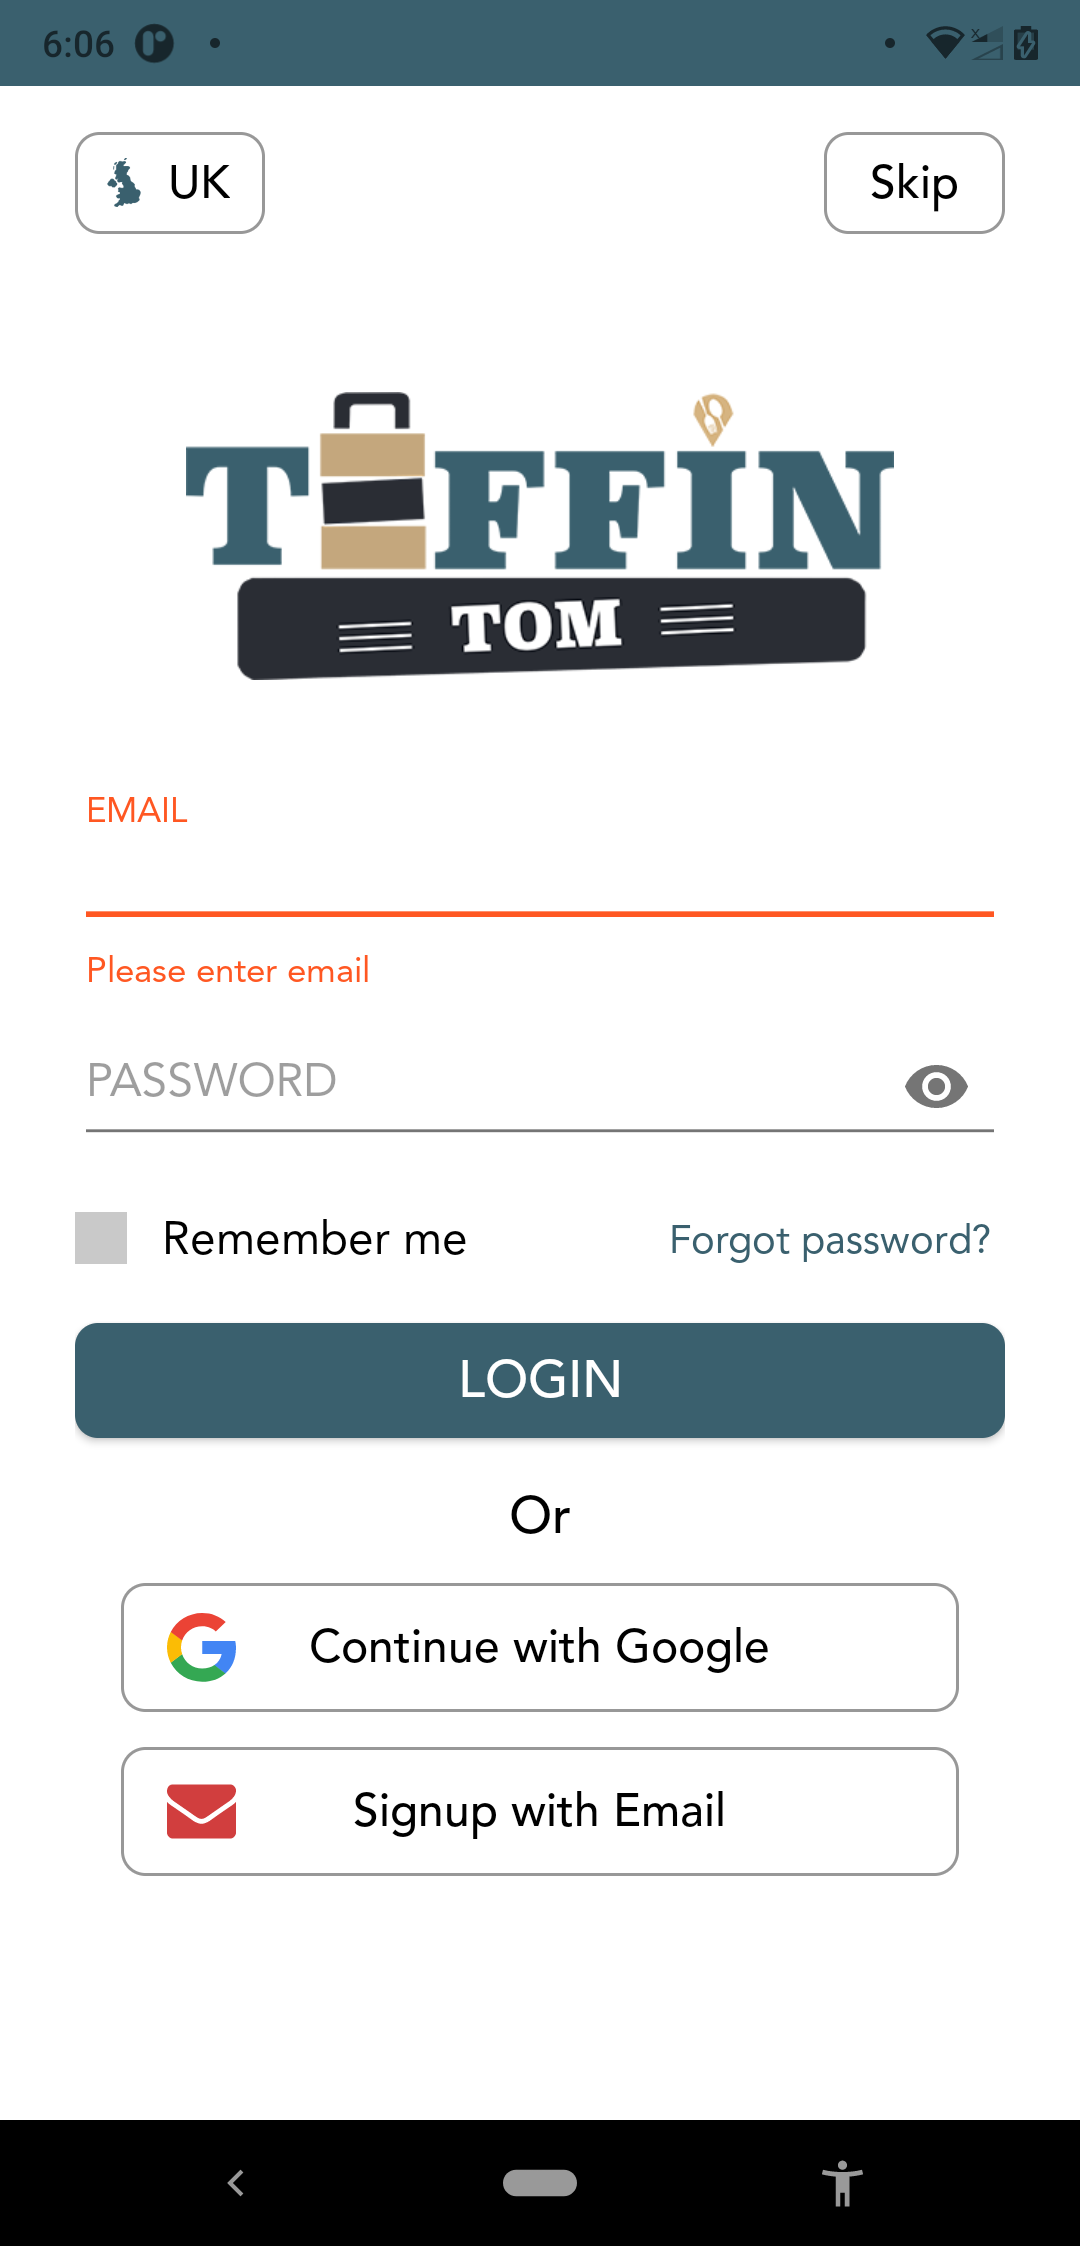 6:06
UK
Skip
TIFFIN
TOM
EMAIL
Please enter email
PASSWORD
Remember me
Forgot password?
LOGIN
Or
Continue with Google
Signup with Email